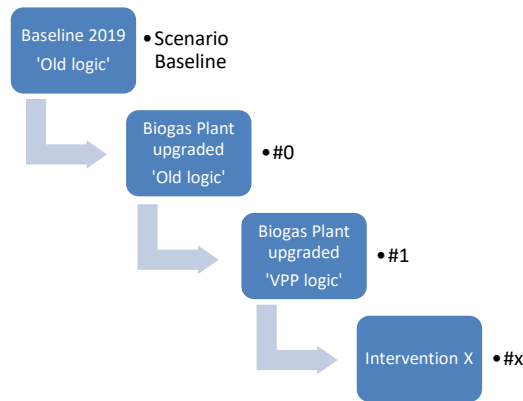 Baseline 2019
'Old logic'
• Scenario
Baseline
Biogas Plant
upgraded
'Old logic'
• #0
Biogas Plant
upgraded
'VPP logic'
• #1
Intervention X
• #x